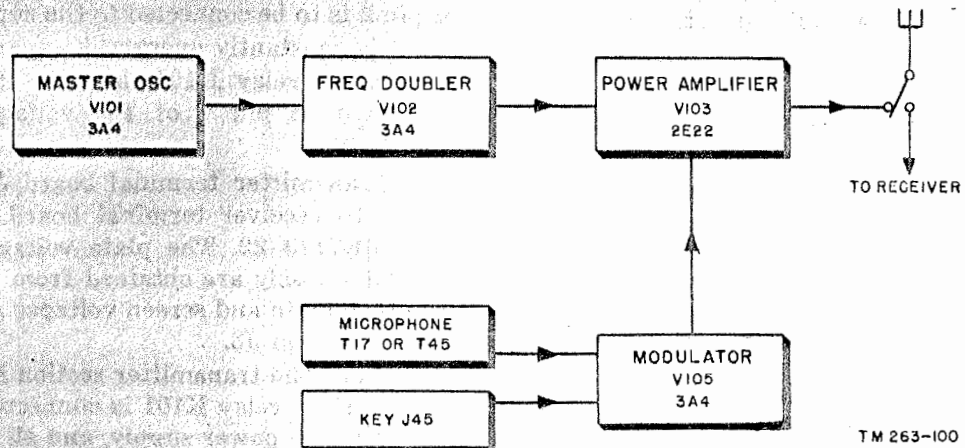 MASTER OSC
V101
3A4
FREQ DOUBLER
V102
3A4
POWER AMPLIFIER
V103
2E22
TO RECEIVER
MICROPHONE
T17 OR T45
KEY J45
MODULATOR
V105
3A4
TM 263-100